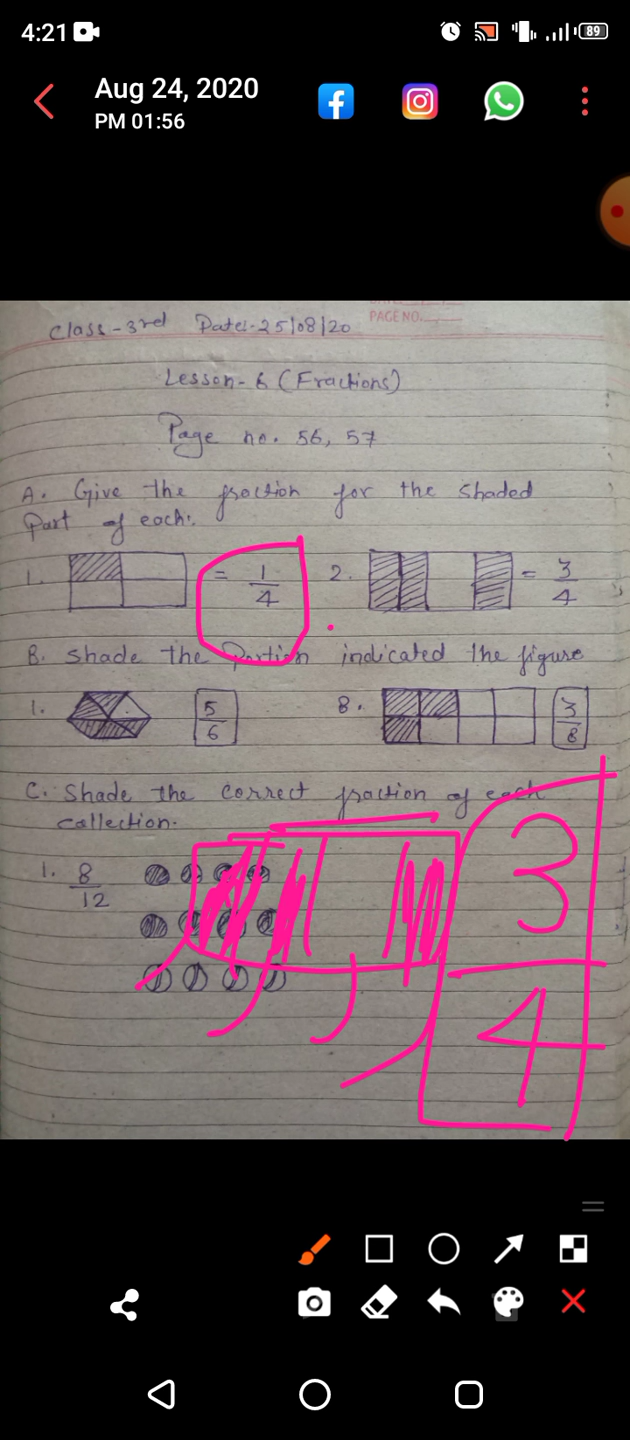 4:21
89
Aug 24, 2020
PM 01:56
PAGE NO.
Class-3rd Date:-25/08/20
Lesson-6 (Fractions)
Page no. 56, 57
A. Give the fraction for the shaded
Part of each:.
1. = 1/4 2. = 3/4
B. Shade the Portion indicated the figure
1. 5/6 8. 3/8
C. Shade the correct fraction of each
collection.
1. 8/12
3/4